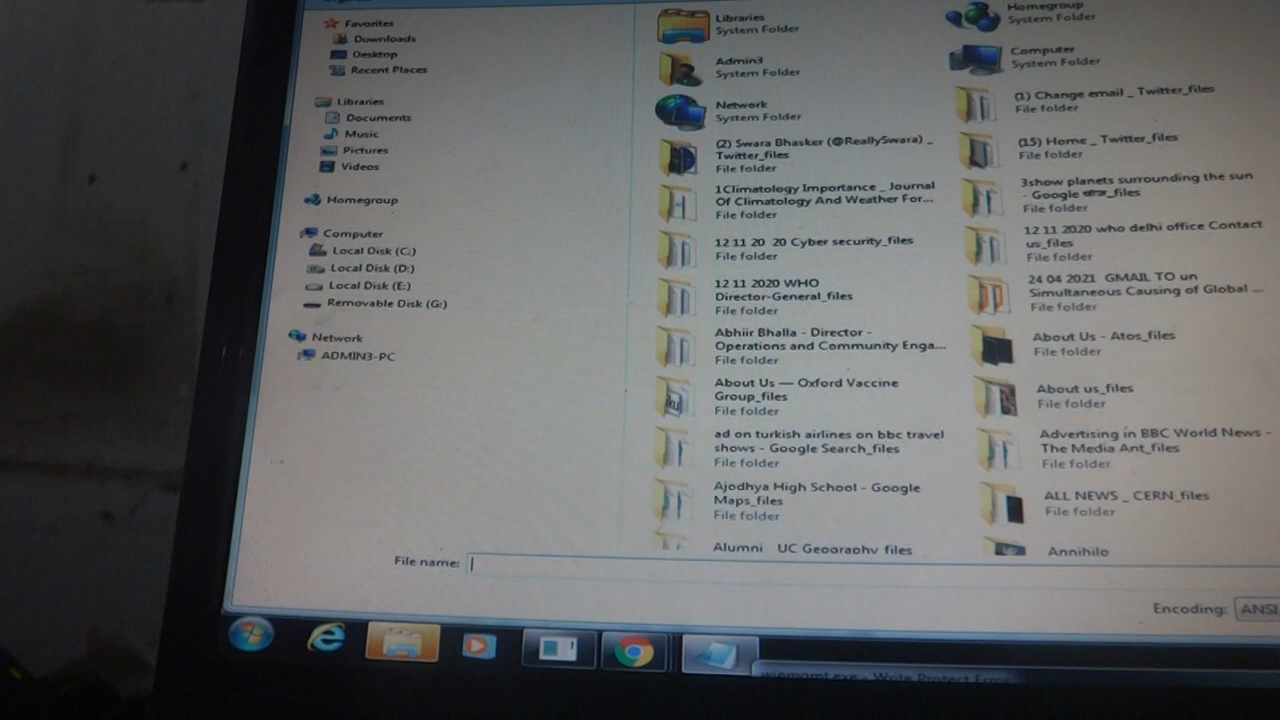 Favorites
Downloads
Desktop
Recent Places
Libraries
Documents
Music
Pictures
Videos
Homegroup
Computer
Local Disk (C:)
Local Disk (D:)
Local Disk (E:)
Removable Disk (G:)
Network
ADMIN3-PC
Libraries
System Folder
Homegroup
System Folder
Admin3
System Folder
Computer
System Folder
Network
System Folder
(1) Change email _ Twitter_files
File folder
(2) Swara Bhasker (@ReallySwara) _
Twitter_files
File folder
(15) Home _ Twitter_files
File folder
1Climatology Importance _ Journal
Of Climatology And Weather For...
File folder
3show planets surrounding the sun
- Google _files
File folder
12 11 20 20 Cyber security_files
File folder
12 11 2020 who delhi office Contact
us_files
File folder
12 11 2020 WHO
Director-General_files
File folder
24 04 2021 GMAIL TO un
Simultaneous Causing of Global ...
File folder
Abhiir Bhalla - Director -
Operations and Community Enga...
File folder
About Us - Atos_files
File folder
About Us — Oxford Vaccine
Group_files
File folder
About us_files
File folder
ad on turkish airlines on bbc travel
shows - Google Search_files
File folder
Advertising in BBC World News -
The Media Ant_files
File folder
Ajodhya High School - Google
Maps_files
File folder
ALL NEWS _ CERN_files
File folder
Alumni _ UC Geography_files
Annihilo
File name:
Encoding: ANSI
winmgmt.exe - Write Protect Error